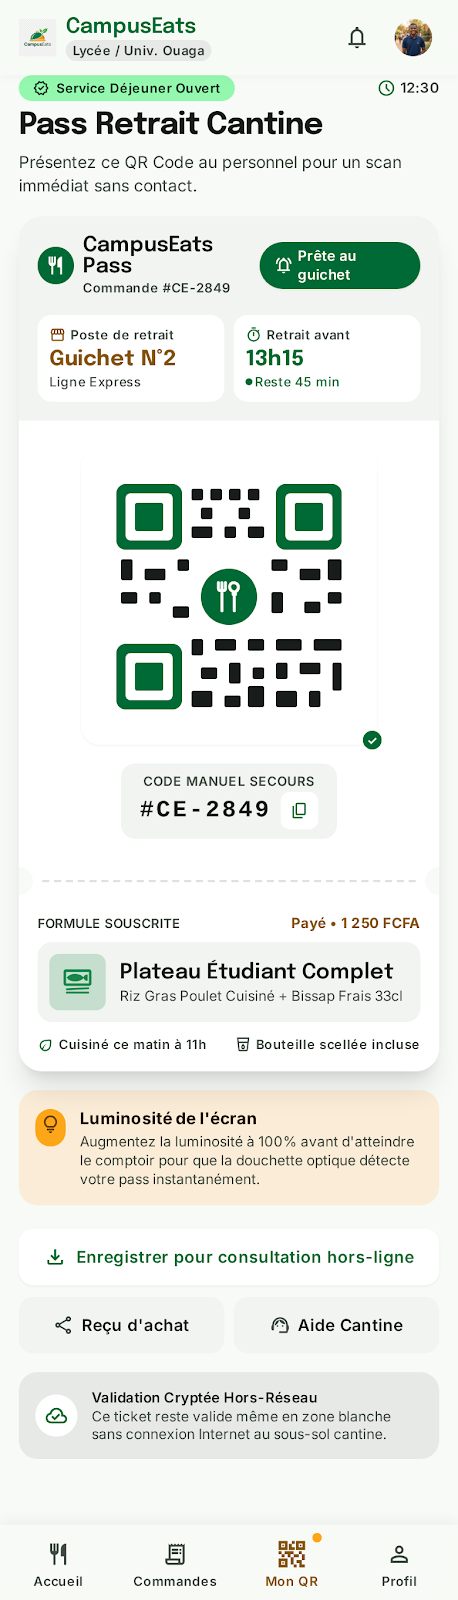 CampusEats
CampusEats
Lycée / Univ. Ouaga
Service Déjeuner Ouvert
12:30
Pass Retrait Cantine
Présentez ce QR Code au personnel pour un scan
immédiat sans contact.
CampusEats
Pass
Commande #CE-2849
Prête au
guichet
Poste de retrait
Guichet N°2
Ligne Express
Retrait avant
13h15
Reste 45 min
CODE MANUEL SECOURS
#CE-2849
FORMULE SOUSCRITE
Payé • 1 250 FCFA
Plateau Étudiant Complet
Riz Gras Poulet Cuisiné + Bissap Frais 33cl
Cuisiné ce matin à 11h
Bouteille scellée incluse
Luminosité de l'écran
Augmentez la luminosité à 100% avant d'atteindre
le comptoir pour que la douchette optique détecte
votre pass instantanément.
Enregistrer pour consultation hors-ligne
Reçu d'achat
Aide Cantine
Validation Cryptée Hors-Réseau
Ce ticket reste valide même en zone blanche
sans connexion Internet au sous-sol cantine.
Accueil
Commandes
Mon QR
Profil